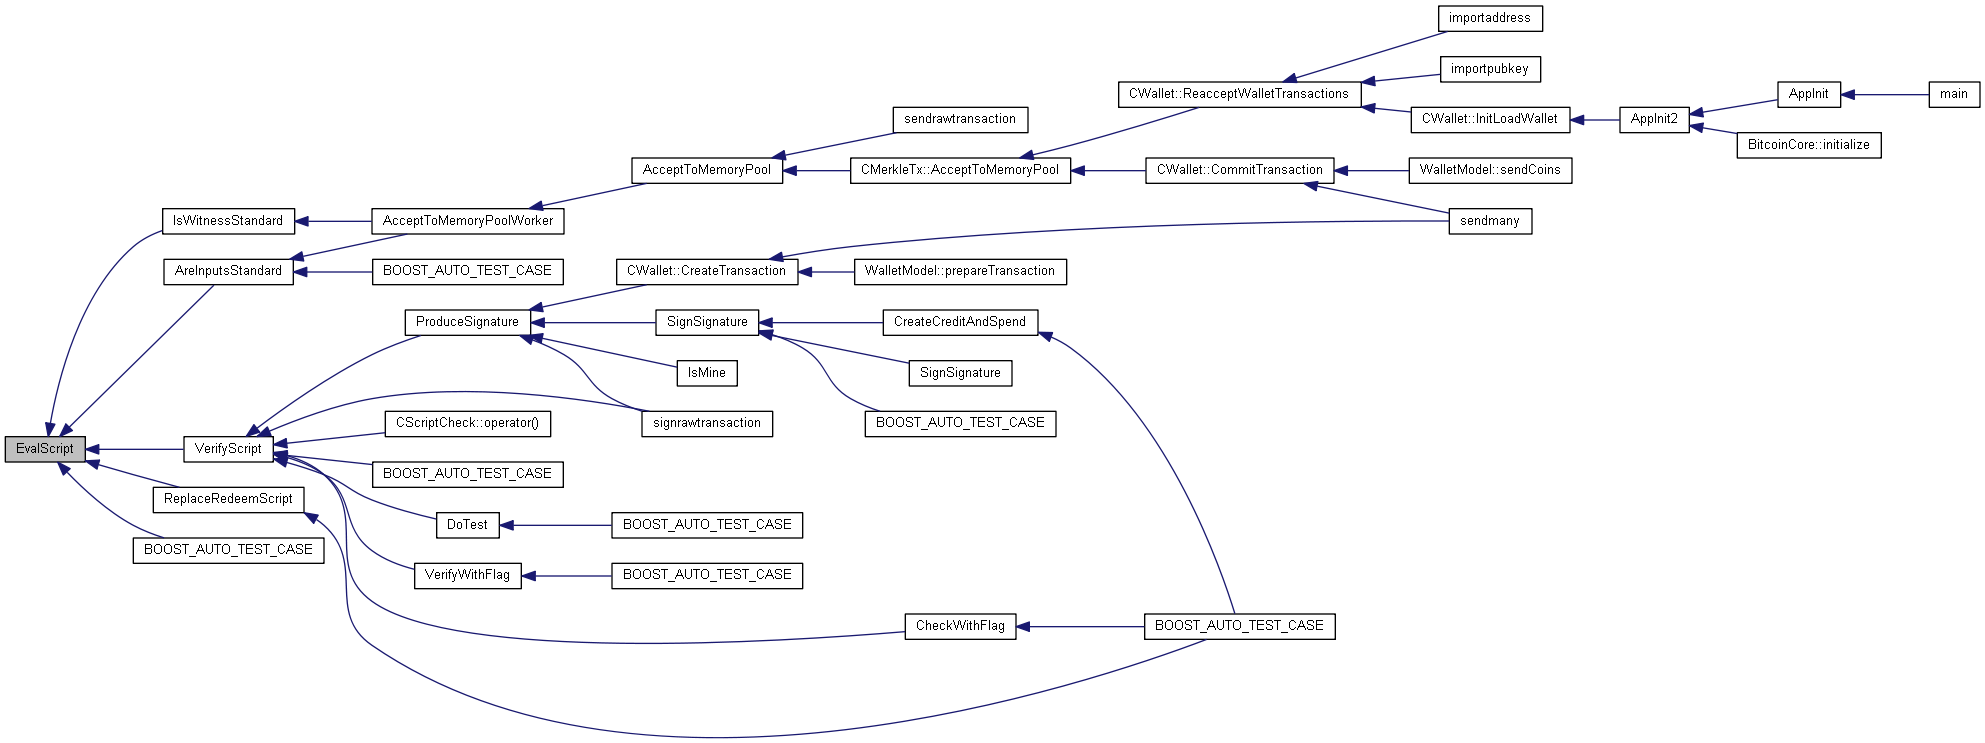 importaddress
importpubkey
CWallet::ReacceptWalletTransactions
AppInit
main
sendrawtransaction
CWallet::InitLoadWallet
AppInit2
BitcoinCore::initialize
AcceptToMemoryPool
CMerkleTx::AcceptToMemoryPool
CWallet::CommitTransaction
WalletModel::sendCoins
IsWitnessStandard
AcceptToMemoryPoolWorker
sendmany
AreInputsStandard
BOOST_AUTO_TEST_CASE
CWallet::CreateTransaction
WalletModel::prepareTransaction
ProduceSignature
SignSignature
CreateCreditAndSpend
IsMine
SignSignature
CScriptCheck::operator()
signrawtransaction
BOOST_AUTO_TEST_CASE
EvalScript
VerifyScript
BOOST_AUTO_TEST_CASE
ReplaceRedeemScript
DoTest
BOOST_AUTO_TEST_CASE
BOOST_AUTO_TEST_CASE
VerifyWithFlag
BOOST_AUTO_TEST_CASE
CheckWithFlag
BOOST_AUTO_TEST_CASE